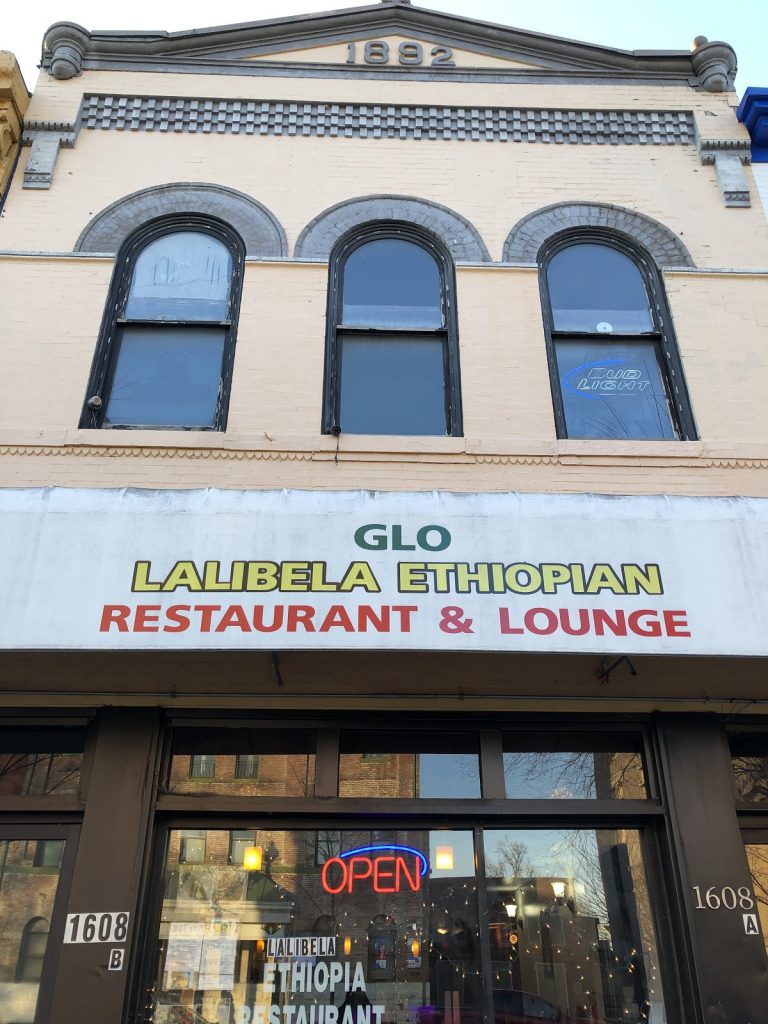 1892
BUD
LIGHT
GLO
LALIBELA ETHIOPIAN
RESTAURANT & LOUNGE
OPEN
1608
B
1608
A
LALIBELA
ETHIOPIA
RESTAURANT